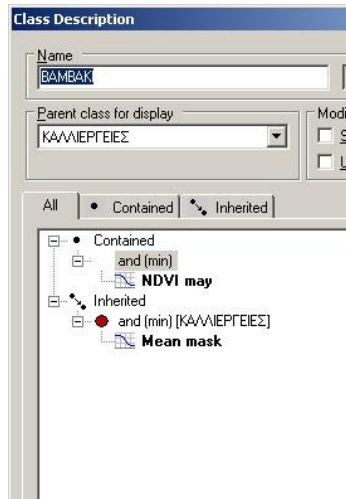 Class Description
Name
ΒΑΜΒΑΚΙ
Parent class for display
ΚΑΛΛΙΕΡΓΕΙΕΣ
Modi
All
Contained
Inherited
Contained
and (min)
NDVI may
Inherited
and (min) [ΚΑΛΛΙΕΡΓΕΙΕΣ]
Mean mask